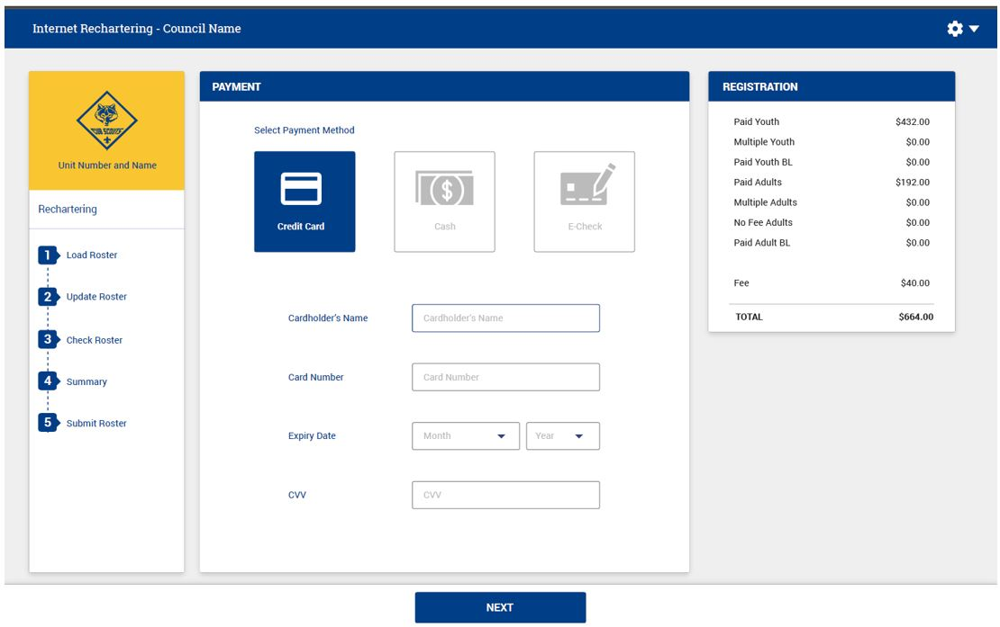 Internet Rechartering - Council Name
CUB SCOUTS
Unit Number and Name
Rechartering
1 Load Roster
2 Update Roster
3 Check Roster
4 Summary
5 Submit Roster
PAYMENT
Select Payment Method
Credit Card
$
Cash
E-Check
Cardholder's Name Cardholder's Name
Card Number Card Number
Expiry Date Month Year
CVV CVV
REGISTRATION
Paid Youth $432.00
Multiple Youth $0.00
Paid Youth BL $0.00
Paid Adults $192.00
Multiple Adults $0.00
No Fee Adults $0.00
Paid Adult BL $0.00
Fee $40.00
TOTAL $664.00
NEXT